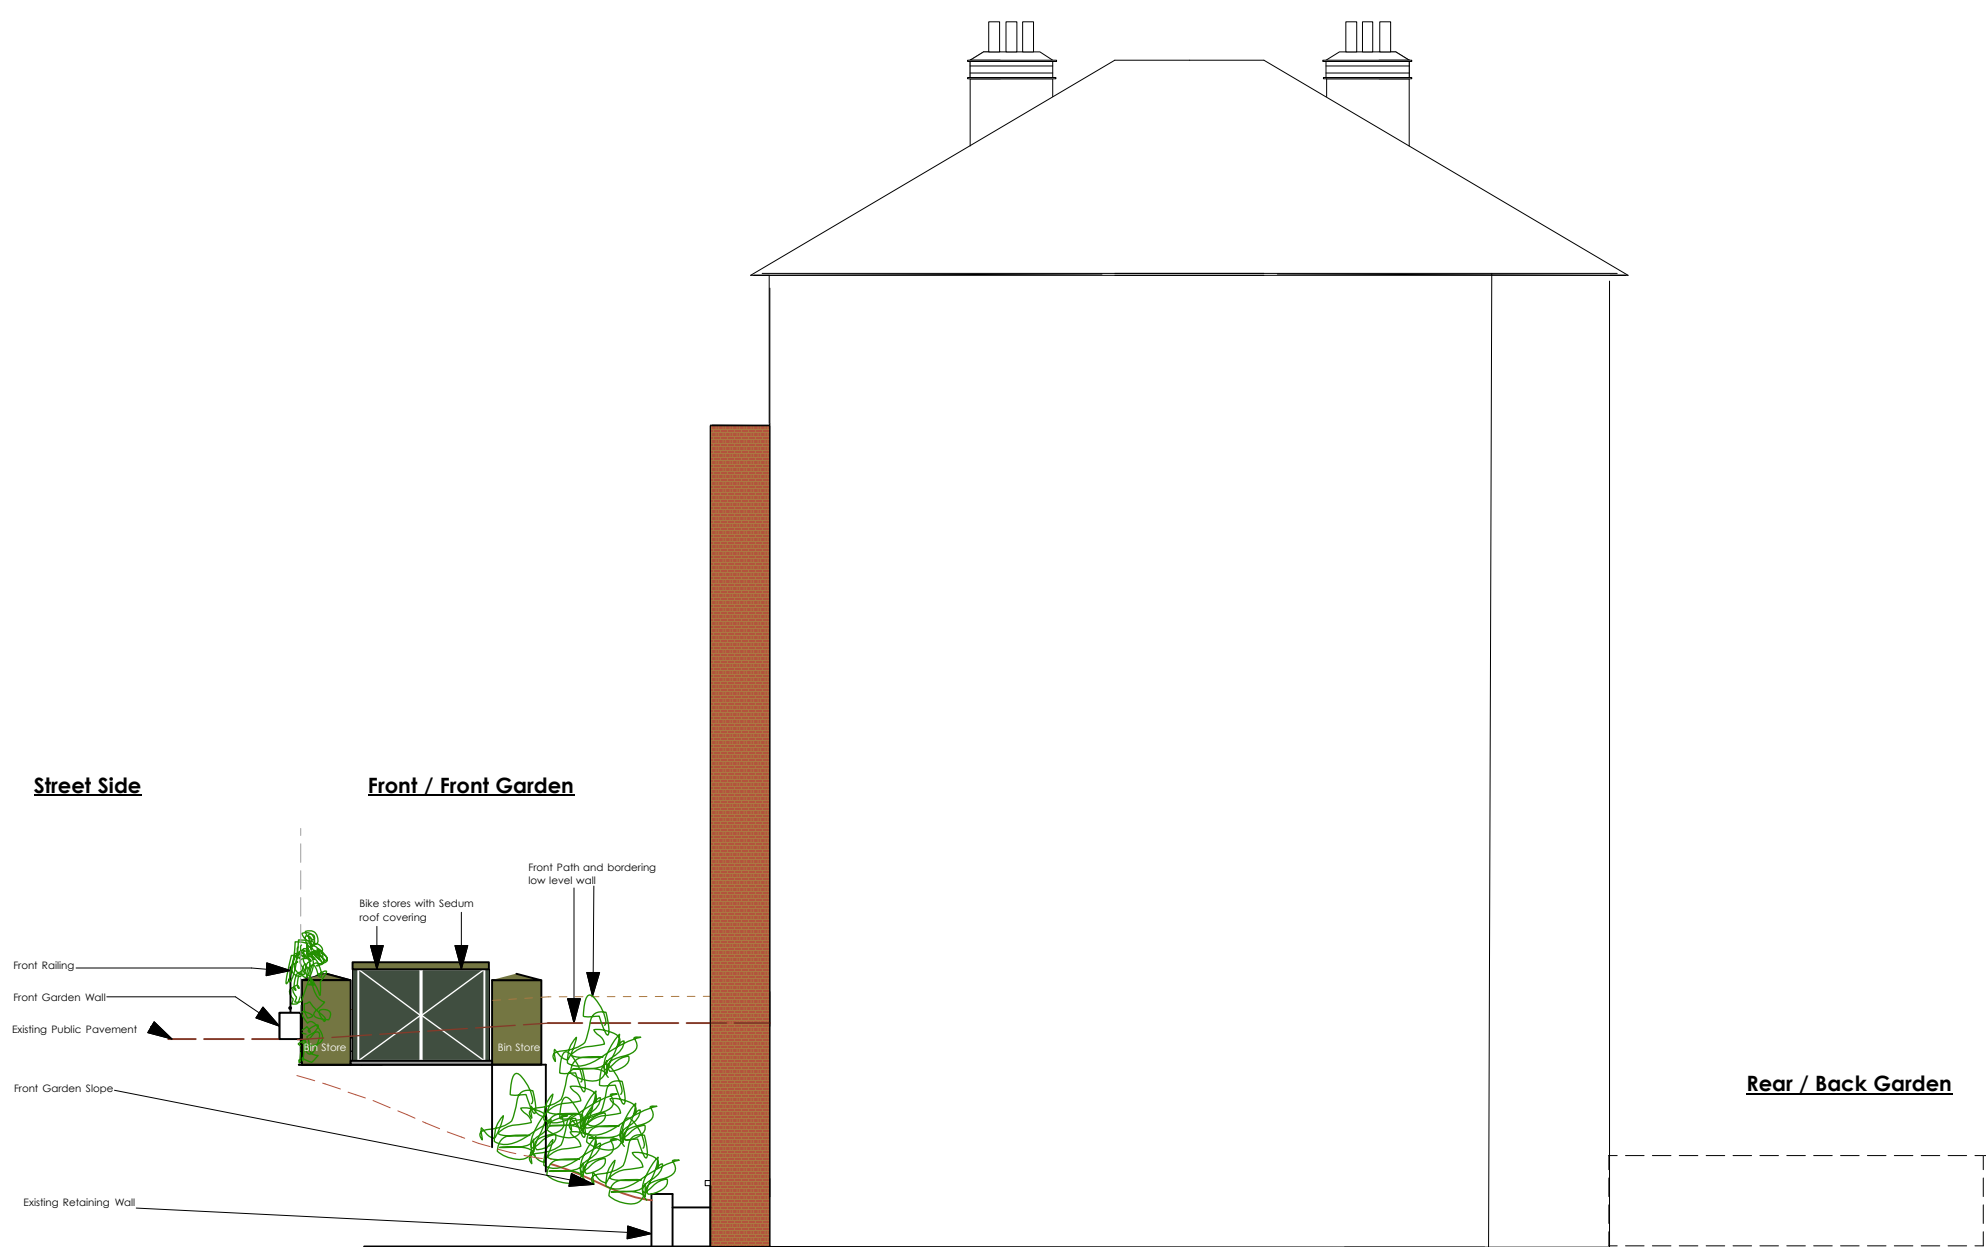 Street Side
Front / Front Garden
Front Path and bordering
low level wall
Bike stores with Sedum
roof covering
Front Railing
Front Garden Wall
Existing Public Pavement
Bin Store
Bin Store
Front Garden Slope
Rear / Back Garden
Existing Retaining Wall